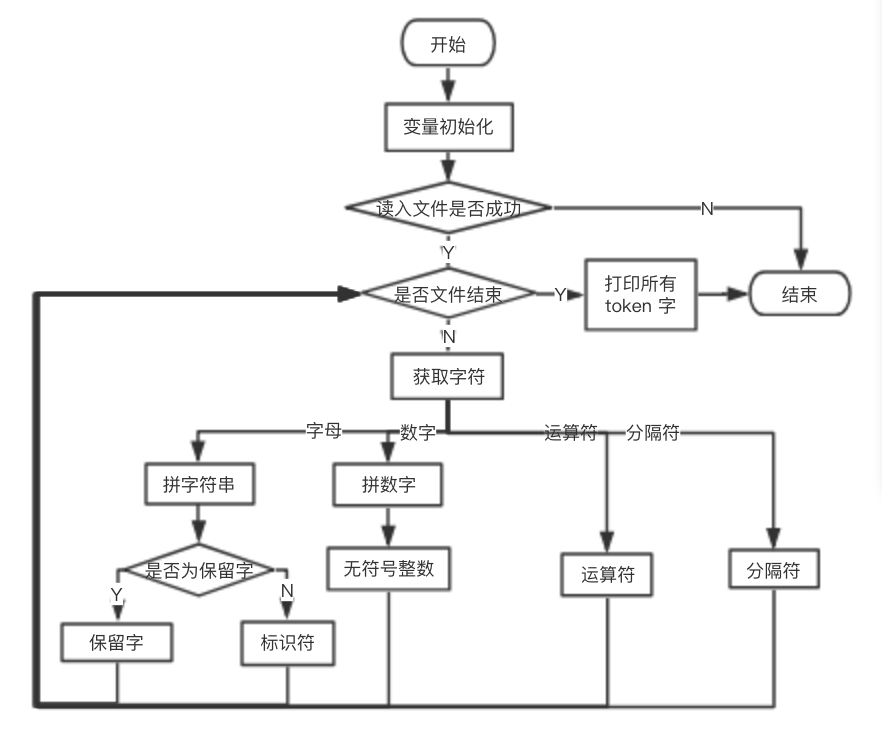 开始
变量初始化
读入文件是否成功
N
Y
是否文件结束
Y
打印所有
token 字
结束
N
获取字符
字母
数字
运算符
分隔符
拼字符串
拼数字
是否为保留字
无符号整数
运算符
分隔符
Y
N
保留字
标识符